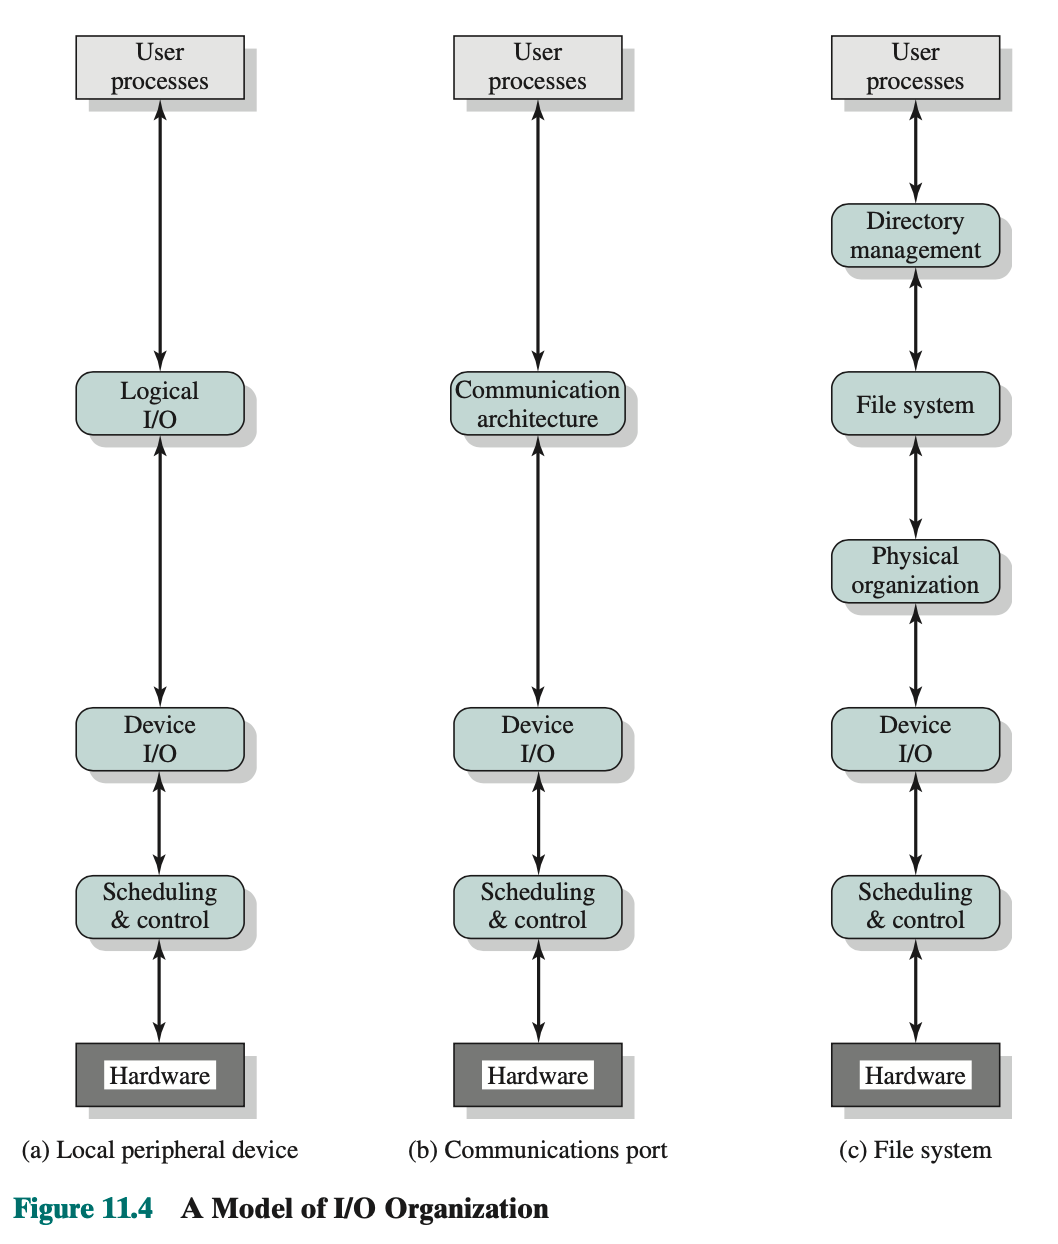 User
processes
Logical
I/O
Device
I/O
Scheduling
& control
Hardware
(a) Local peripheral device
User
processes
Communication
architecture
Device
I/O
Scheduling
& control
Hardware
(b) Communications port
User
processes
Directory
management
File system
Physical
organization
Device
I/O
Scheduling
& control
Hardware
(c) File system
Figure 11.4 A Model of I/O Organization